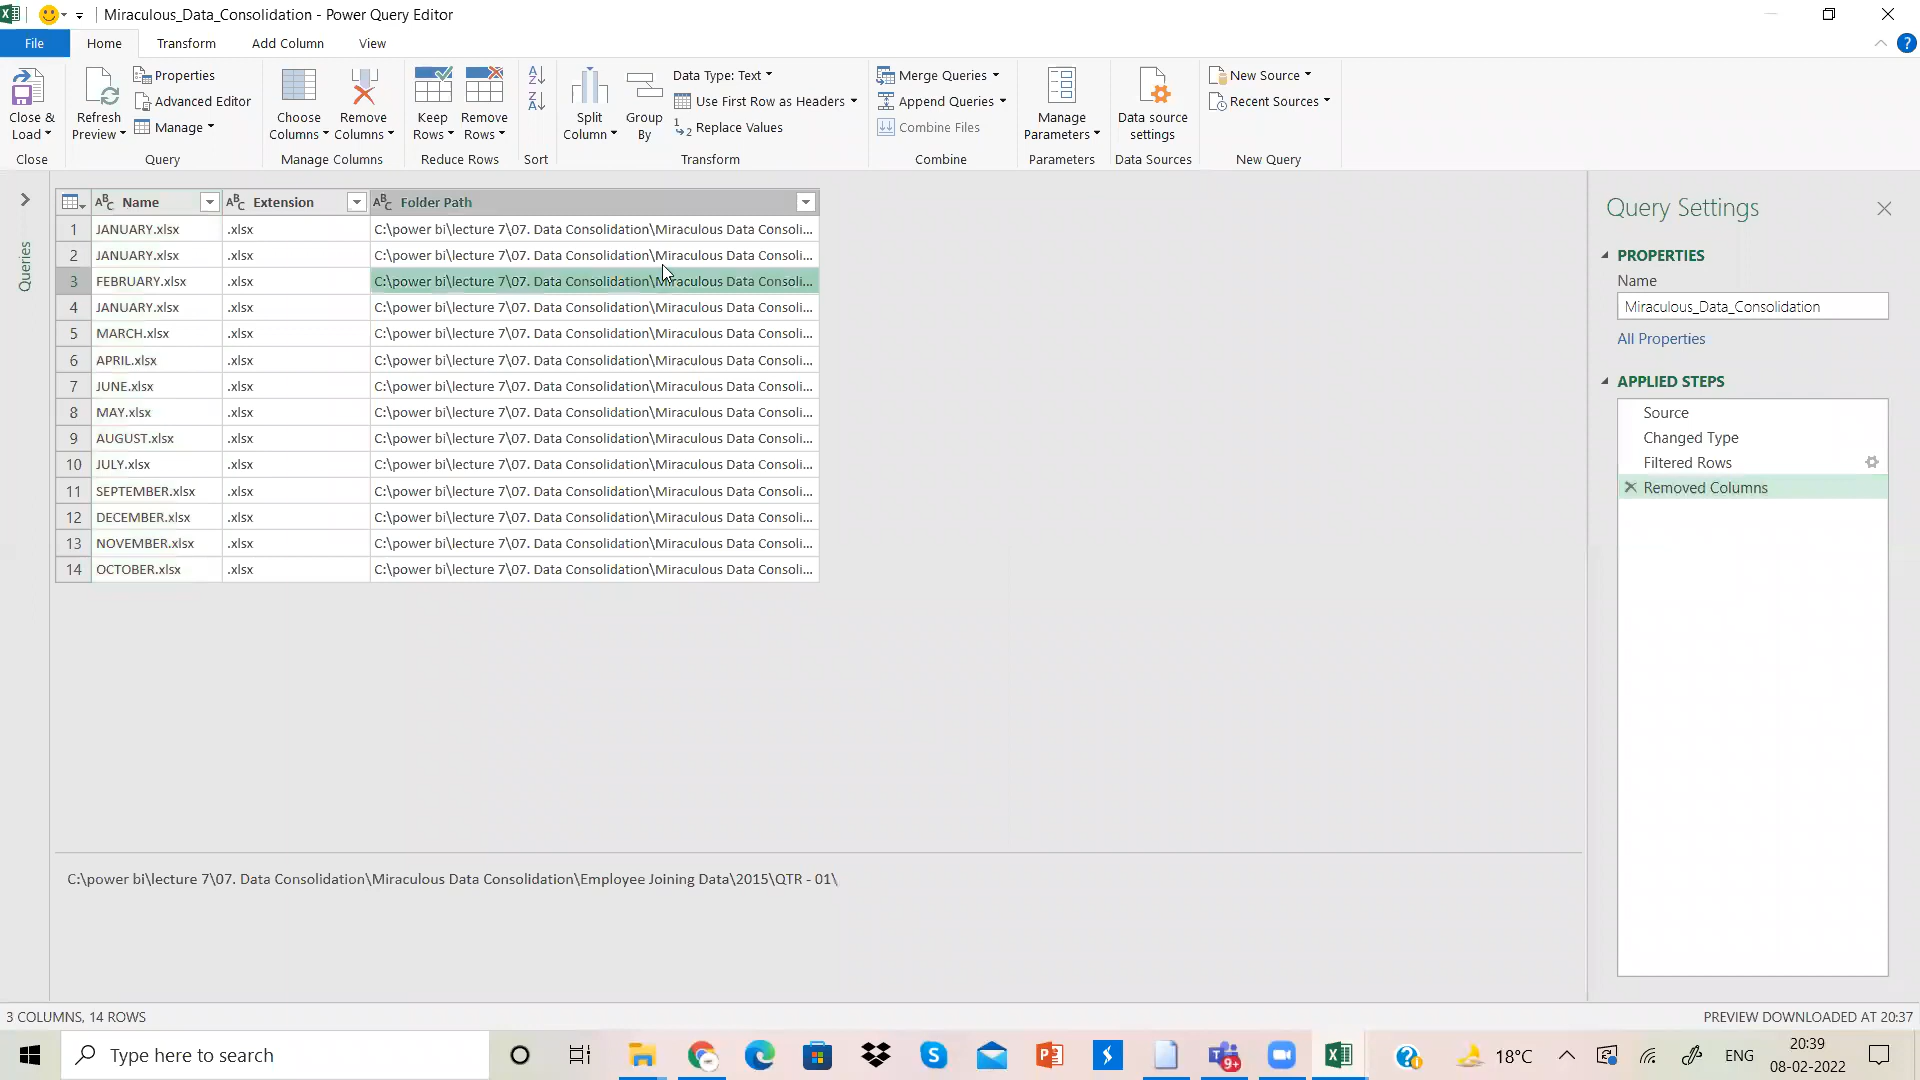 Miraculous_Data_Consolidation - Power Query Editor
File Home Transform Add Column View
Close & Load
Close
Refresh Preview
Properties
Advanced Editor
Manage
Query
Choose Columns
Remove Columns
Manage Columns
Keep Rows
Remove Rows
Reduce Rows
Sort
Split Column
Group By
Data Type: Text
Use First Row as Headers
Replace Values
Transform
Merge Queries
Append Queries
Combine Files
Combine
Manage Parameters
Parameters
Data source settings
Data Sources
New Source
Recent Sources
New Query
Queries
Name Extension Folder Path
1 JANUARY.xlsx .xlsx C:\power bi\lecture 7\07. Data Consolidation\Miraculous Data Consoli...
2 JANUARY.xlsx .xlsx C:\power bi\lecture 7\07. Data Consolidation\Miraculous Data Consoli...
3 FEBRUARY.xlsx .xlsx C:\power bi\lecture 7\07. Data Consolidation\Miraculous Data Consoli...
4 JANUARY.xlsx .xlsx C:\power bi\lecture 7\07. Data Consolidation\Miraculous Data Consoli...
5 MARCH.xlsx .xlsx C:\power bi\lecture 7\07. Data Consolidation\Miraculous Data Consoli...
6 APRIL.xlsx .xlsx C:\power bi\lecture 7\07. Data Consolidation\Miraculous Data Consoli...
7 JUNE.xlsx .xlsx C:\power bi\lecture 7\07. Data Consolidation\Miraculous Data Consoli...
8 MAY.xlsx .xlsx C:\power bi\lecture 7\07. Data Consolidation\Miraculous Data Consoli...
9 AUGUST.xlsx .xlsx C:\power bi\lecture 7\07. Data Consolidation\Miraculous Data Consoli...
10 JULY.xlsx .xlsx C:\power bi\lecture 7\07. Data Consolidation\Miraculous Data Consoli...
11 SEPTEMBER.xlsx .xlsx C:\power bi\lecture 7\07. Data Consolidation\Miraculous Data Consoli...
12 DECEMBER.xlsx .xlsx C:\power bi\lecture 7\07. Data Consolidation\Miraculous Data Consoli...
13 NOVEMBER.xlsx .xlsx C:\power bi\lecture 7\07. Data Consolidation\Miraculous Data Consoli...
14 OCTOBER.xlsx .xlsx C:\power bi\lecture 7\07. Data Consolidation\Miraculous Data Consoli...
C:\power bi\lecture 7\07. Data Consolidation\Miraculous Data Consolidation\Employee Joining Data\2015\QTR - 01\
Query Settings
PROPERTIES
Name
Miraculous_Data_Consolidation
All Properties
APPLIED STEPS
Source
Changed Type
Filtered Rows
Removed Columns
3 COLUMNS, 14 ROWS PREVIEW DOWNLOADED AT 20:37
Type here to search
9+
18°C
ENG
20:39
08-02-2022